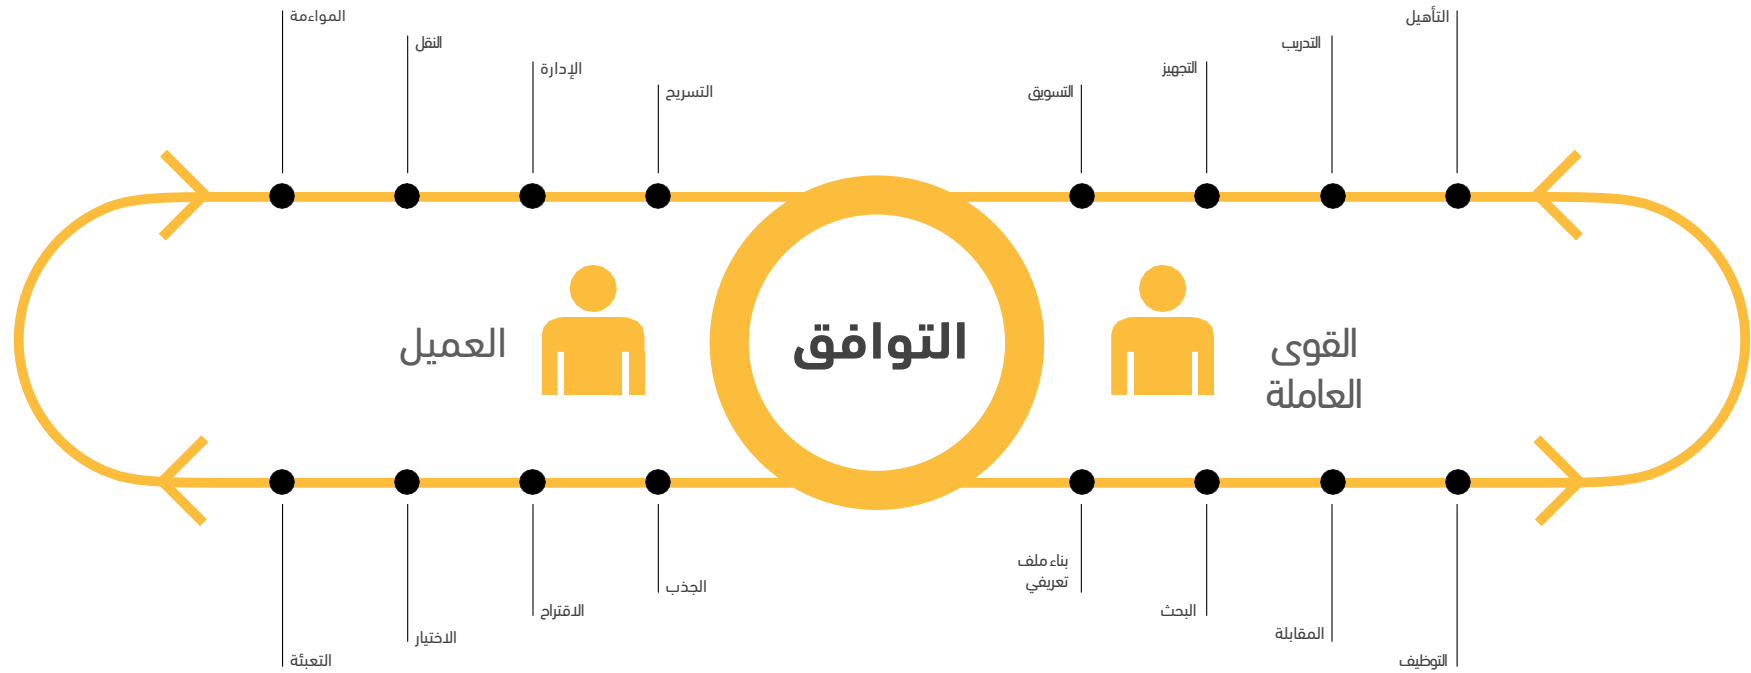 التأهيل
التدريب
التجهيز
التسويق
التسريح
الإدارة
النقل
المواءمة
القوى
العاملة
التوافق
العميل
التوظيف
المقابلة
البحث
بناء ملف
تعريفي
الجذب
الاقتراح
الاختيار
التعبئة